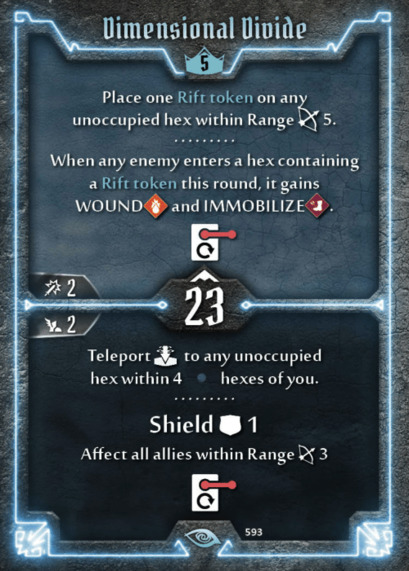 Dimensional Divide
5
Place one Rift token on any
unoccupied hex within Range 5.
When any enemy enters a hex containing
a Rift token this round, it gains
WOUND and IMMOBILIZE.
2
23
2
Teleport to any unoccupied
hex within 4 hexes of you.
Shield 1
Affect all allies within Range 3
593